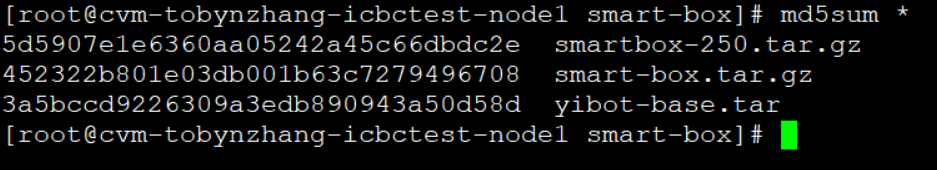 [root@cvm-tobynzhang-icbctest-node1 smart-box]# md5sum *
5d5907e1e6360aa05242a45c66dbdc2e  smartbox-250.tar.gz
452322b801e03db001b63c7279496708  smart-box.tar.gz
3a5bccd9226309a3edb890943a50d58d  yibot-base.tar
[root@cvm-tobynzhang-icbctest-node1 smart-box]#